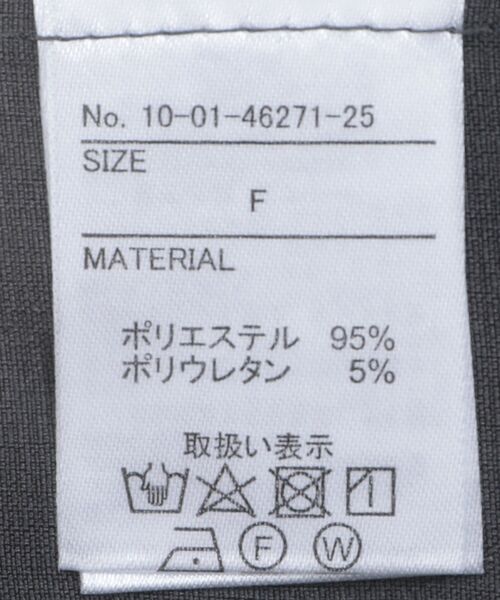 No. 10-01-46271-25
SIZE
F
MATERIAL
ポリエステル 95%
ポリウレタン 5%
取扱い表示
F W